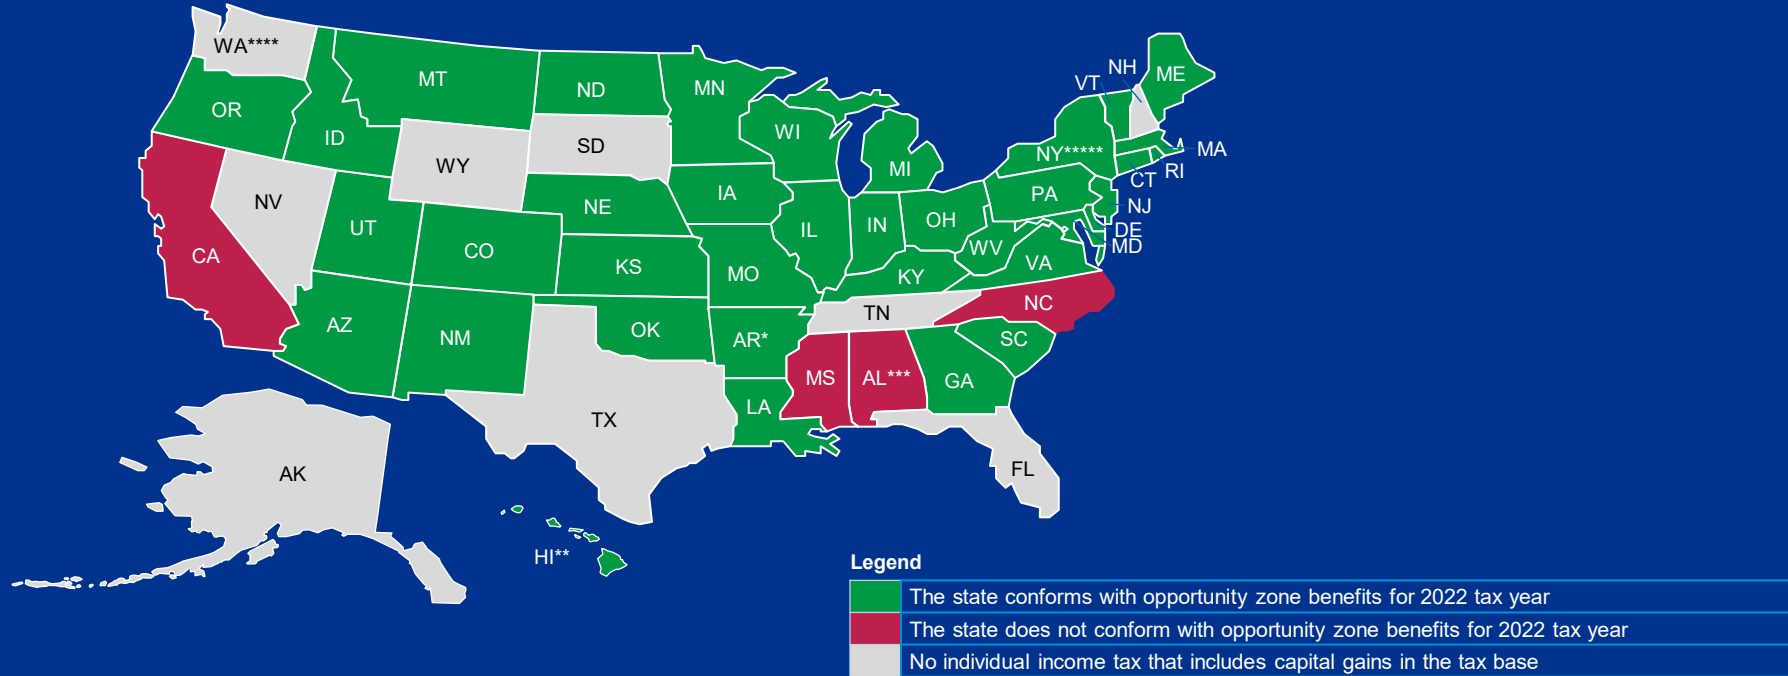 WA****
MT
ND
MN
VT
NH
ME
OR
ID
WY
SD
WI
MI
NY*****
MA
RI
CT
NV
UT
CO
NE
IA
IL
IN
OH
PA
NJ
DE
MD
WV
VA
CA
KS
MO
KY
NC
TN
SC
AZ
NM
OK
AR*
MS
AL***
GA
LA
TX
AK
FL
HI**
Legend
The state conforms with opportunity zone benefits for 2022 tax year
The state does not conform with opportunity zone benefits for 2022 tax year
No individual income tax that includes capital gains in the tax base